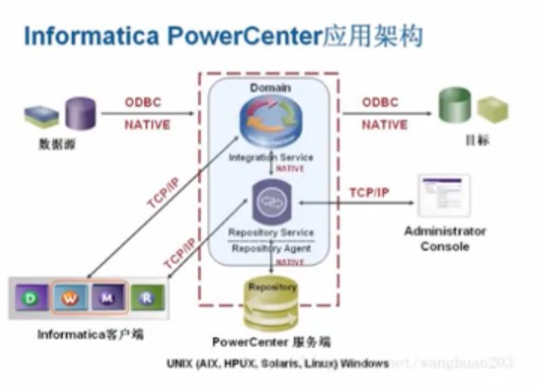 Informatica PowerCenter应用架构
Domain
ODBC
NATIVE
数据源
ODBC
NATIVE
目标
Integration Service
NATIVE
TCP/IP
TCP/IP
TCP/IP
Repository Service
Repository Agent
NATIVE
Administrator
Console
D W M R
Repository
Informatica客户端
PowerCenter 服务端
UNIX (AIX, HPUX, Solaris, Linux) Windows